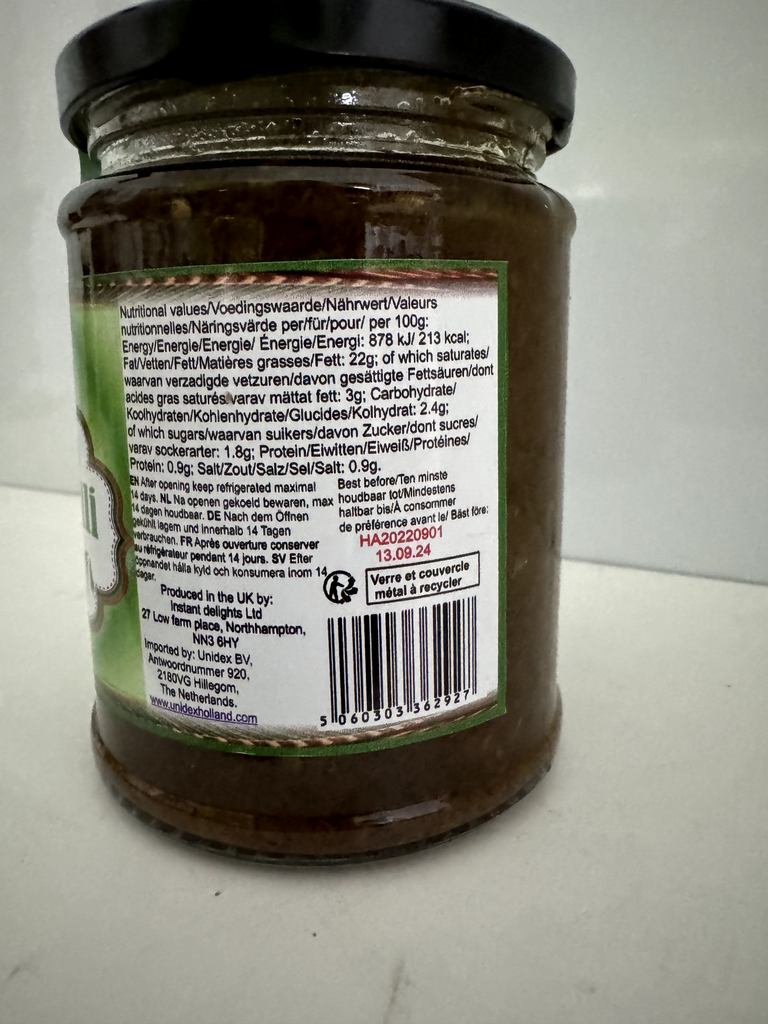 Nutritional values/Voedingswaarde/Nährwert/Valeurs
nutritionnelles/Näringsvärde per/für/pour/ per 100g:
Energy/Energie/Energie/ Énergie/Energi: 878 kJ/ 213 kcal;
Fat/Vetten/Fett/Matières grasses/Fett: 22g; of which saturates/
waarvan verzadigde vetzuren/davon gesättigte Fettsäuren/dont
acides gras saturés/varav mättat fett: 3g; Carbohydrate/
Koolhydraten/Kohlenhydrate/Glucides/Kolhydrat: 2.4g;
of which sugars/waarvan suikers/davon Zucker/dont sucres/
varav sockerarter: 1.8g; Protein/Eiwitten/Eiweiß/Protéines/
Protein: 0.9g; Salt/Zout/Salz/Sel/Salt: 0.9g.
EN After opening keep refrigerated maximal
14 days. NL Na openen gekoeld bewaren, max
14 dagen houdbaar. DE Nach dem Öffnen
gekühlt lagern und innerhalb 14 Tagen
verbrauchen. FR Après ouverture conserver
au réfrigérateur pendant 14 jours. SV Efter
öppnandet hålla kyld och konsumera inom 14
dagar.
Best before/Ten minste
houdbaar tot/Mindestens
haltbar bis/À consommer
de préférence avant le/ Bäst före:
HA20220901
13.09.24
Verre et couvercle
métal à recycler
Produced in the UK by:
Instant delights Ltd
27 Low farm place, Northhampton,
NN3 6HY
Imported by: Unidex BV,
Antwoordnummer 920,
2180VG Hillegom,
The Netherlands.
www.unidexholland.com
5 060303 362927